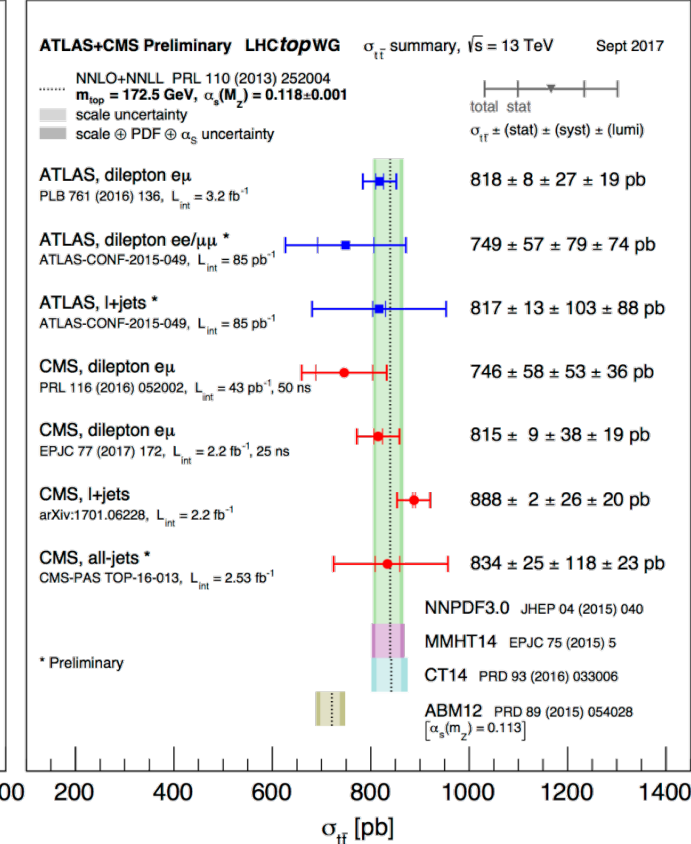 ATLAS+CMS Preliminary LHCtopWG σtt̄ summary, √s = 13 TeV Sept 2017
NNLO+NNLL PRL 110 (2013) 252004
mtop = 172.5 GeV, αs(MZ) = 0.118±0.001
scale uncertainty
scale ⊕ PDF ⊕ αS uncertainty
total stat
σtt̄ ± (stat) ± (syst) ± (lumi)
ATLAS, dilepton eμ 818 ± 8 ± 27 ± 19 pb
PLB 761 (2016) 136, Lint = 3.2 fb-1
ATLAS, dilepton ee/μμ * 749 ± 57 ± 79 ± 74 pb
ATLAS-CONF-2015-049, Lint = 85 pb-1
ATLAS, l+jets * 817 ± 13 ± 103 ± 88 pb
ATLAS-CONF-2015-049, Lint = 85 pb-1
CMS, dilepton eμ 746 ± 58 ± 53 ± 36 pb
PRL 116 (2016) 052002, Lint = 43 pb-1, 50 ns
CMS, dilepton eμ 815 ± 9 ± 38 ± 19 pb
EPJC 77 (2017) 172, Lint = 2.2 fb-1, 25 ns
CMS, l+jets 888 ± 2 ± 26 ± 20 pb
arXiv:1701.06228, Lint = 2.2 fb-1
CMS, all-jets * 834 ± 25 ± 118 ± 23 pb
CMS-PAS TOP-16-013, Lint = 2.53 fb-1
NNPDF3.0 JHEP 04 (2015) 040
MMHT14 EPJC 75 (2015) 5
* Preliminary
CT14 PRD 93 (2016) 033006
ABM12 PRD 89 (2015) 054028
[αs(mZ) = 0.113]
00 200 400 600 800 1000 1200 1400
σtt̄ [pb]